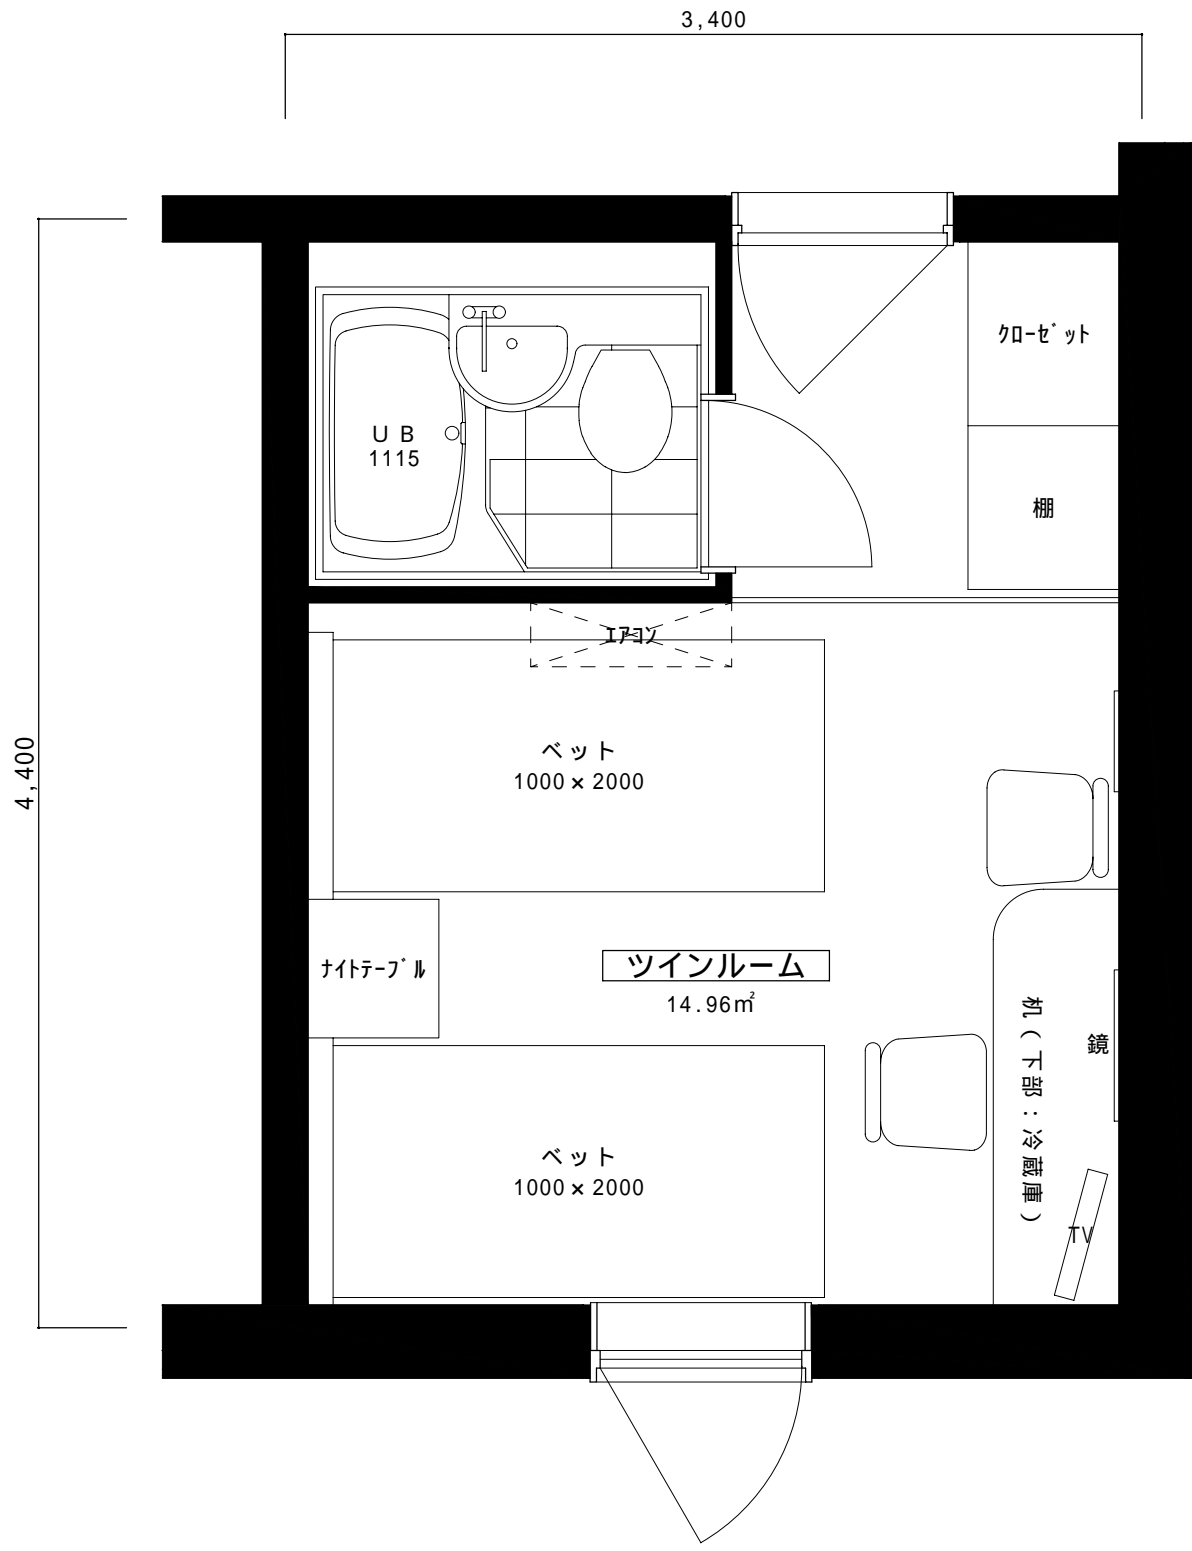 3,400
クローゼット
UB
1115
棚
エアコン
ベット
1000×2000
4,400
ナイトテーブル
ツインルーム
14.96㎡
机(下部:冷蔵庫)
鏡
ベット
1000×2000
TV